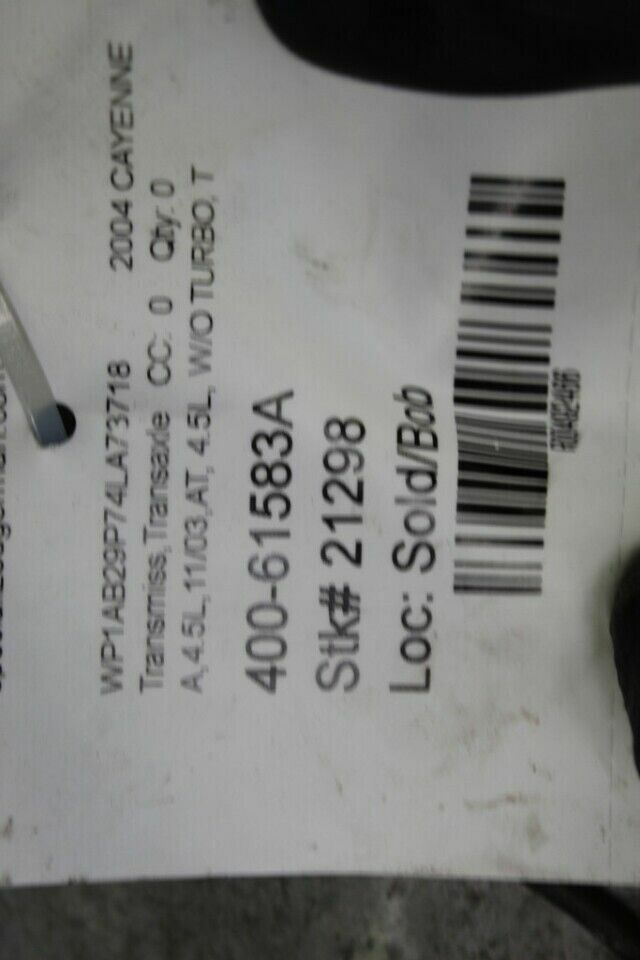 WP1AB29P74LA73718 2004 CAYENNE
Transmiss,Transaxle CC: 0 Qty: 0
A,4.5L,11/03,AT, 4.5L, W/O TURBO, T
400-61583A
Stk# 21298
Loc: Sold/Bob